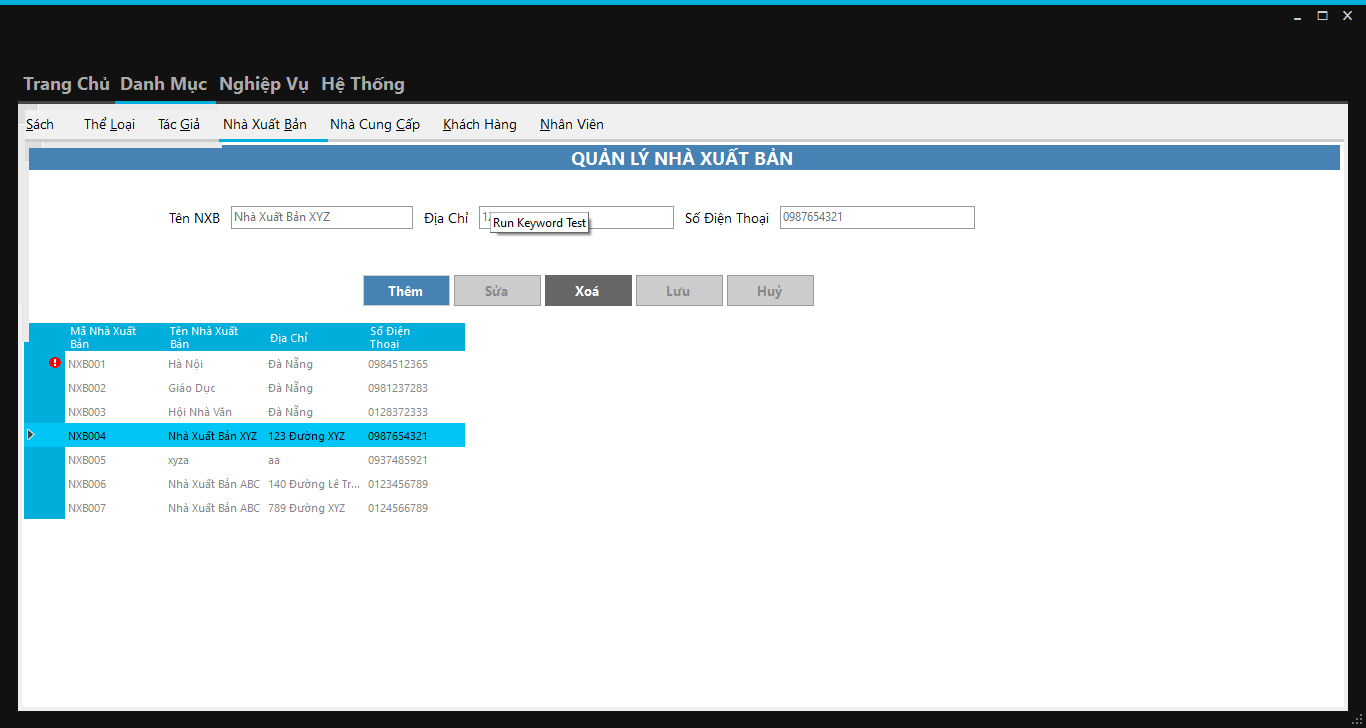 Trang Chủ Danh Mục Nghiệp Vụ Hệ Thống
Sách Thể Loại Tác Giả Nhà Xuất Bản Nhà Cung Cấp Khách Hàng Nhân Viên
QUẢN LÝ NHÀ XUẤT BẢN
Tên NXB Nhà Xuất Bản XYZ Địa Chỉ Run Keyword Test Số Điện Thoại 0987654321
Thêm Sửa Xoá Lưu Huỷ
Mã Nhà Xuất Bản Tên Nhà Xuất Bản Địa Chỉ Số Điện Thoại
NXB001 Hà Nội Đà Nẵng 0984512365
NXB002 Giáo Dục Đà Nẵng 0981237283
NXB003 Hội Nhà Văn Đà Nẵng 0128372333
NXB004 Nhà Xuất Bản XYZ 123 Đường XYZ 0987654321
NXB005 xyza aa 0937485921
NXB006 Nhà Xuất Bản ABC 140 Đường Lê Tr... 0123456789
NXB007 Nhà Xuất Bản ABC 789 Đường XYZ 0124566789